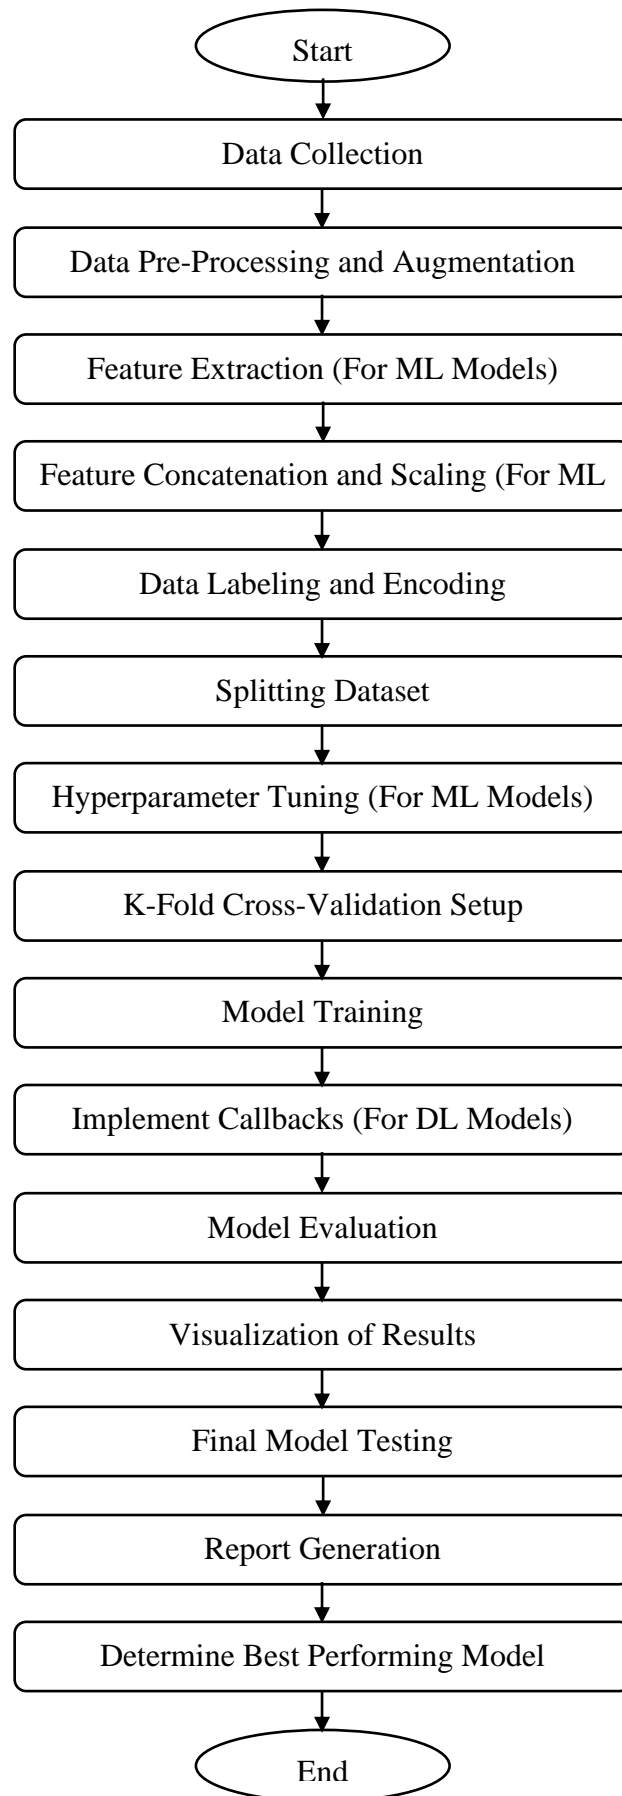 Start
Data Collection
Data Pre-Processing and Augmentation
Feature Extraction (For ML Models)
Feature Concatenation and Scaling (For ML
Data Labeling and Encoding
Splitting Dataset
Hyperparameter Tuning (For ML Models)
K-Fold Cross-Validation Setup
Model Training
Implement Callbacks (For DL Models)
Model Evaluation
Visualization of Results
Final Model Testing
Report Generation
Determine Best Performing Model
End